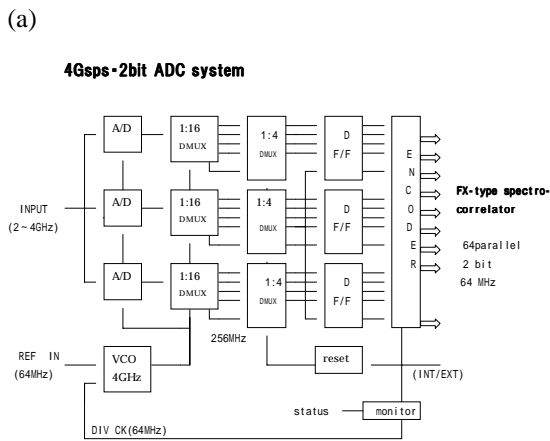 (a)
4Gsps-2bit ADC system
A/D
1:16
DMUX
1:4
DMUX
D
F/F
A/D
1:16
DMUX
1:4
DMUX
D
F/F
A/D
1:16
DMUX
1:4
DMUX
D
F/F
ENCODER
INPUT
(2~4GHz)
FX-type spectro-
correlator
64parallel
2 bit
64 MHz
256MHz
REF IN
(64MHz)
VCO
4GHz
reset
(INT/EXT)
status
monitor
DIV CK(64MHz)